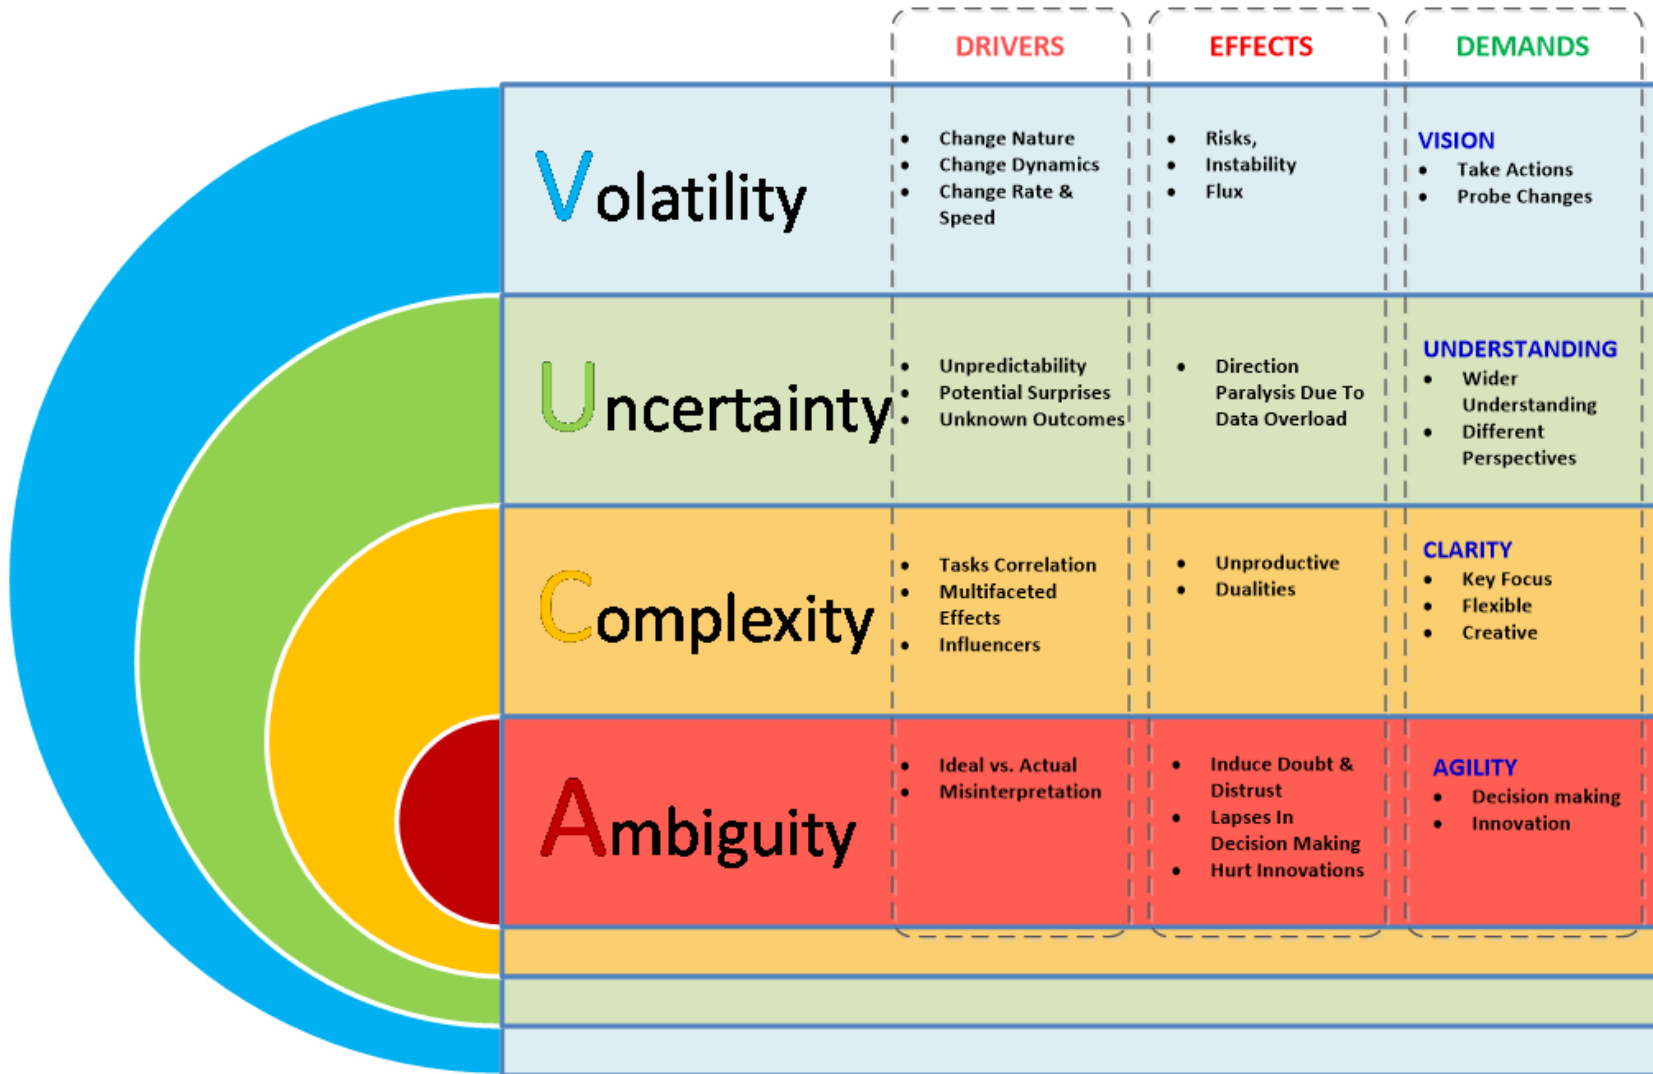 DRIVERS EFFECTS DEMANDS
Volatility
• Change Nature
• Change Dynamics
• Change Rate &
Speed
• Risks,
• Instability
• Flux
VISION
• Take Actions
• Probe Changes
Uncertainty
• Unpredictability
• Potential Surprises
• Unknown Outcomes
• Direction
Paralysis Due To
Data Overload
UNDERSTANDING
• Wider
Understanding
• Different
Perspectives
Complexity
• Tasks Correlation
• Multifaceted
Effects
• Influencers
• Unproductive
• Dualities
CLARITY
• Key Focus
• Flexible
• Creative
Ambiguity
• Ideal vs. Actual
• Misinterpretation
• Induce Doubt &
Distrust
• Lapses In
Decision Making
• Hurt Innovations
AGILITY
• Decision making
• Innovation